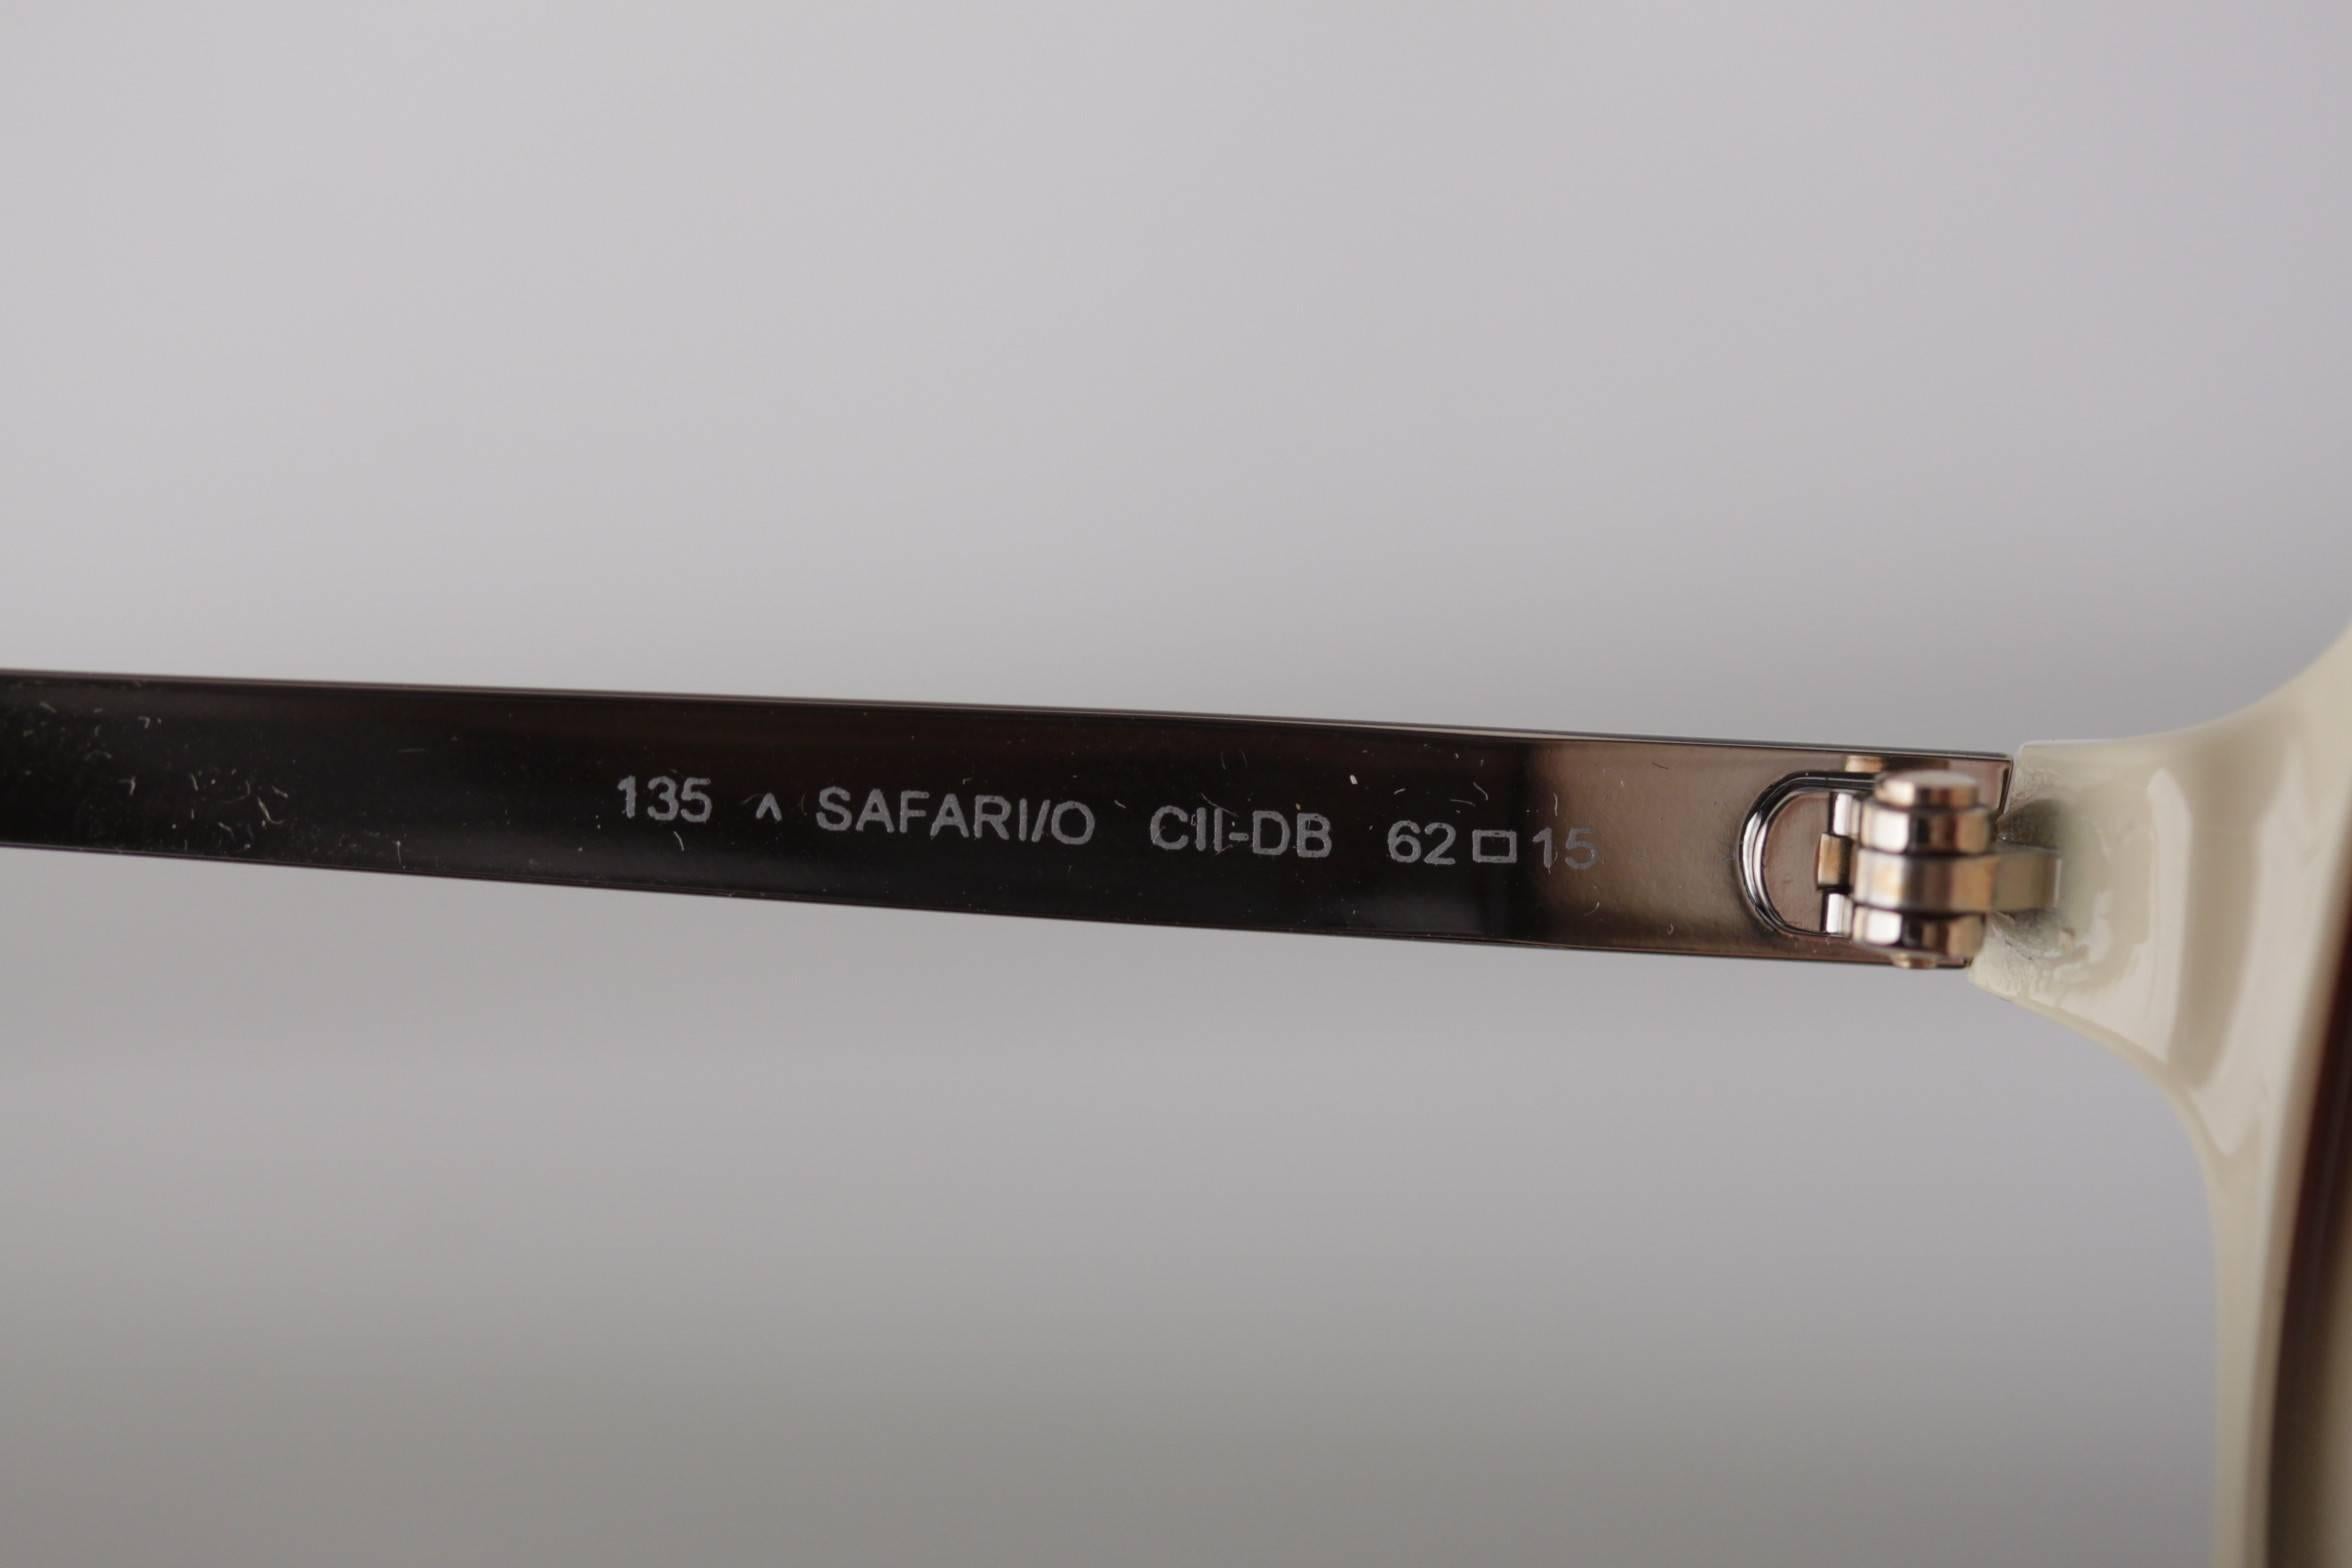 135 ^ SAFARI/O CII-DB 62□15